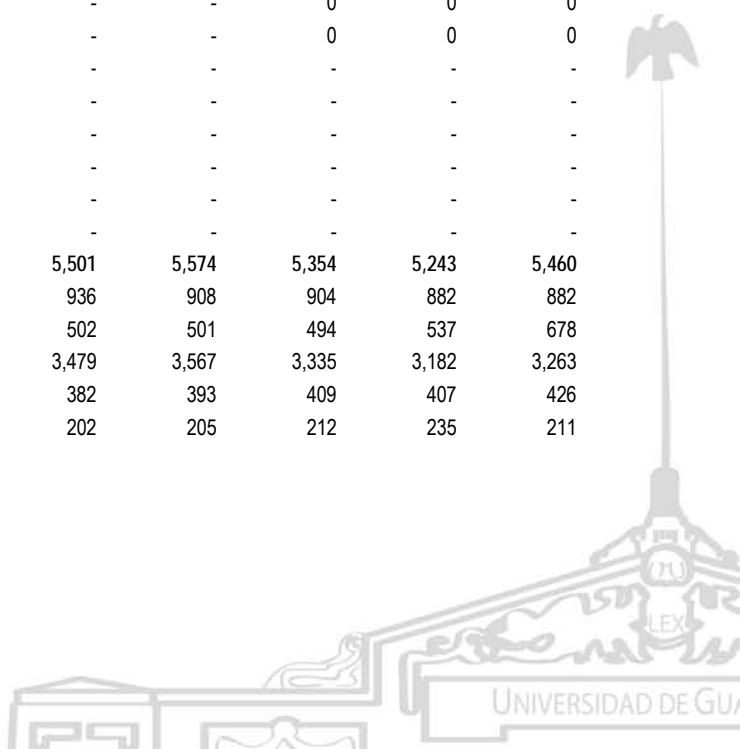 - - 0 0 0
- - 0 0 0
- - - - -
- - - - -
- - - - -
- - - - -
- - - - -
- - - - -
5,501 5,574 5,354 5,243 5,460
936 908 904 882 882
502 501 494 537 678
3,479 3,567 3,335 3,182 3,263
382 393 409 407 426
202 205 212 235 211
LEX
UNIVERSIDAD DE GUA